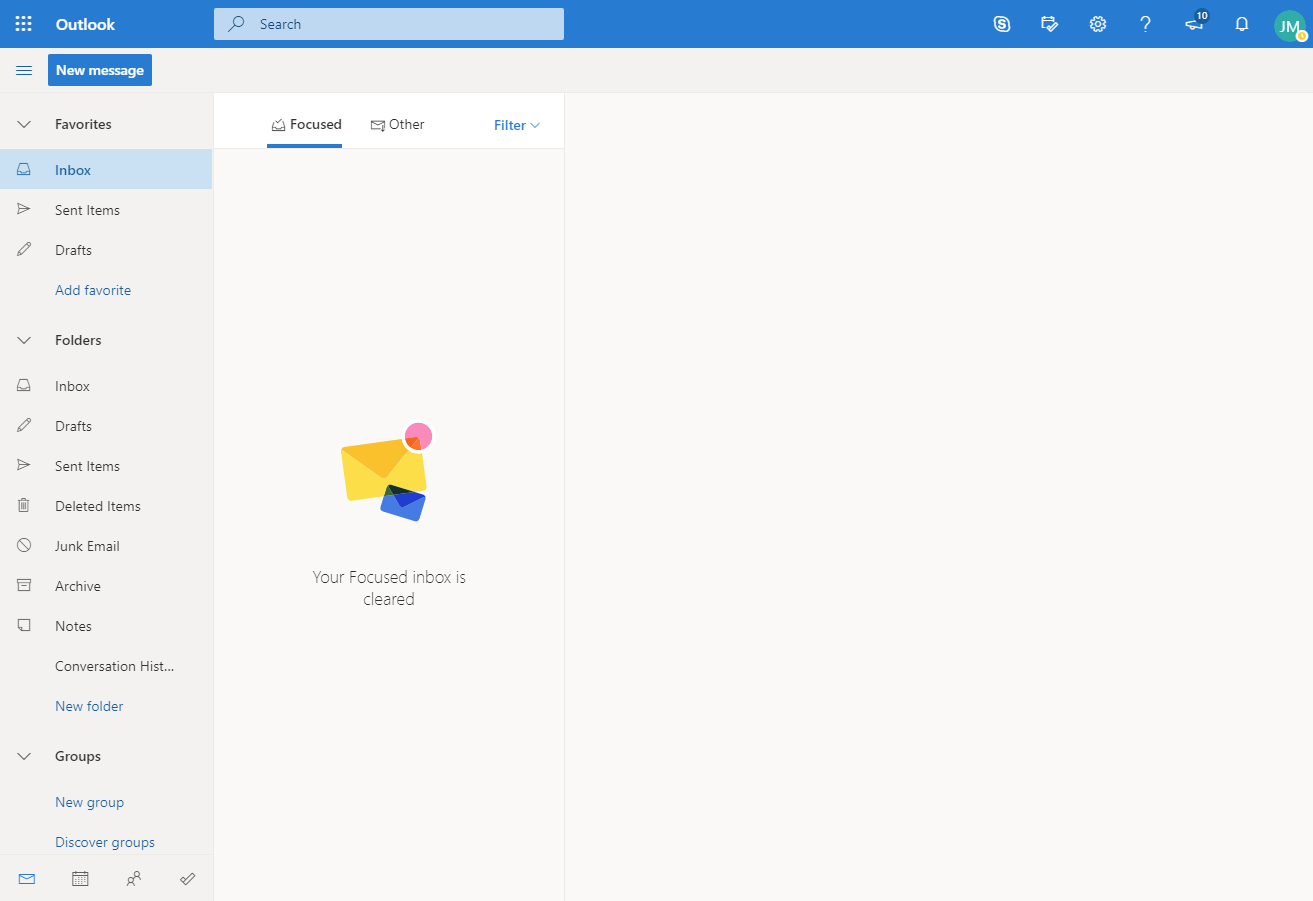 Outlook
Search
10
JM
New message
Favorites
Inbox
Sent Items
Drafts
Add favorite
Folders
Inbox
Drafts
Sent Items
Deleted Items
Junk Email
Archive
Notes
Conversation Hist...
New folder
Groups
New group
Discover groups
Focused
Other
Filter
Your Focused inbox is
cleared